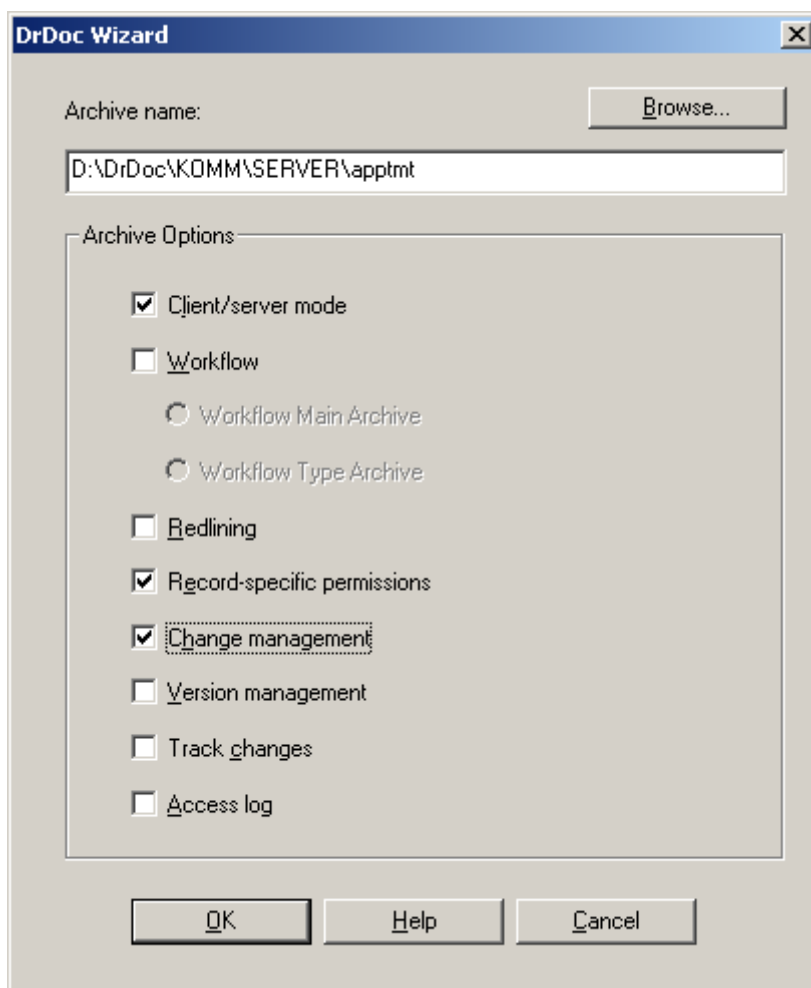 DrDoc Wizard
Archive name:
Browse...
D:\DrDoc\KOMM\SERVER\apptmt
Archive Options
Client/server mode
Workflow
Workflow Main Archive
Workflow Type Archive
Redlining
Record-specific permissions
Change management
Version management
Track changes
Access log
OK Help Cancel